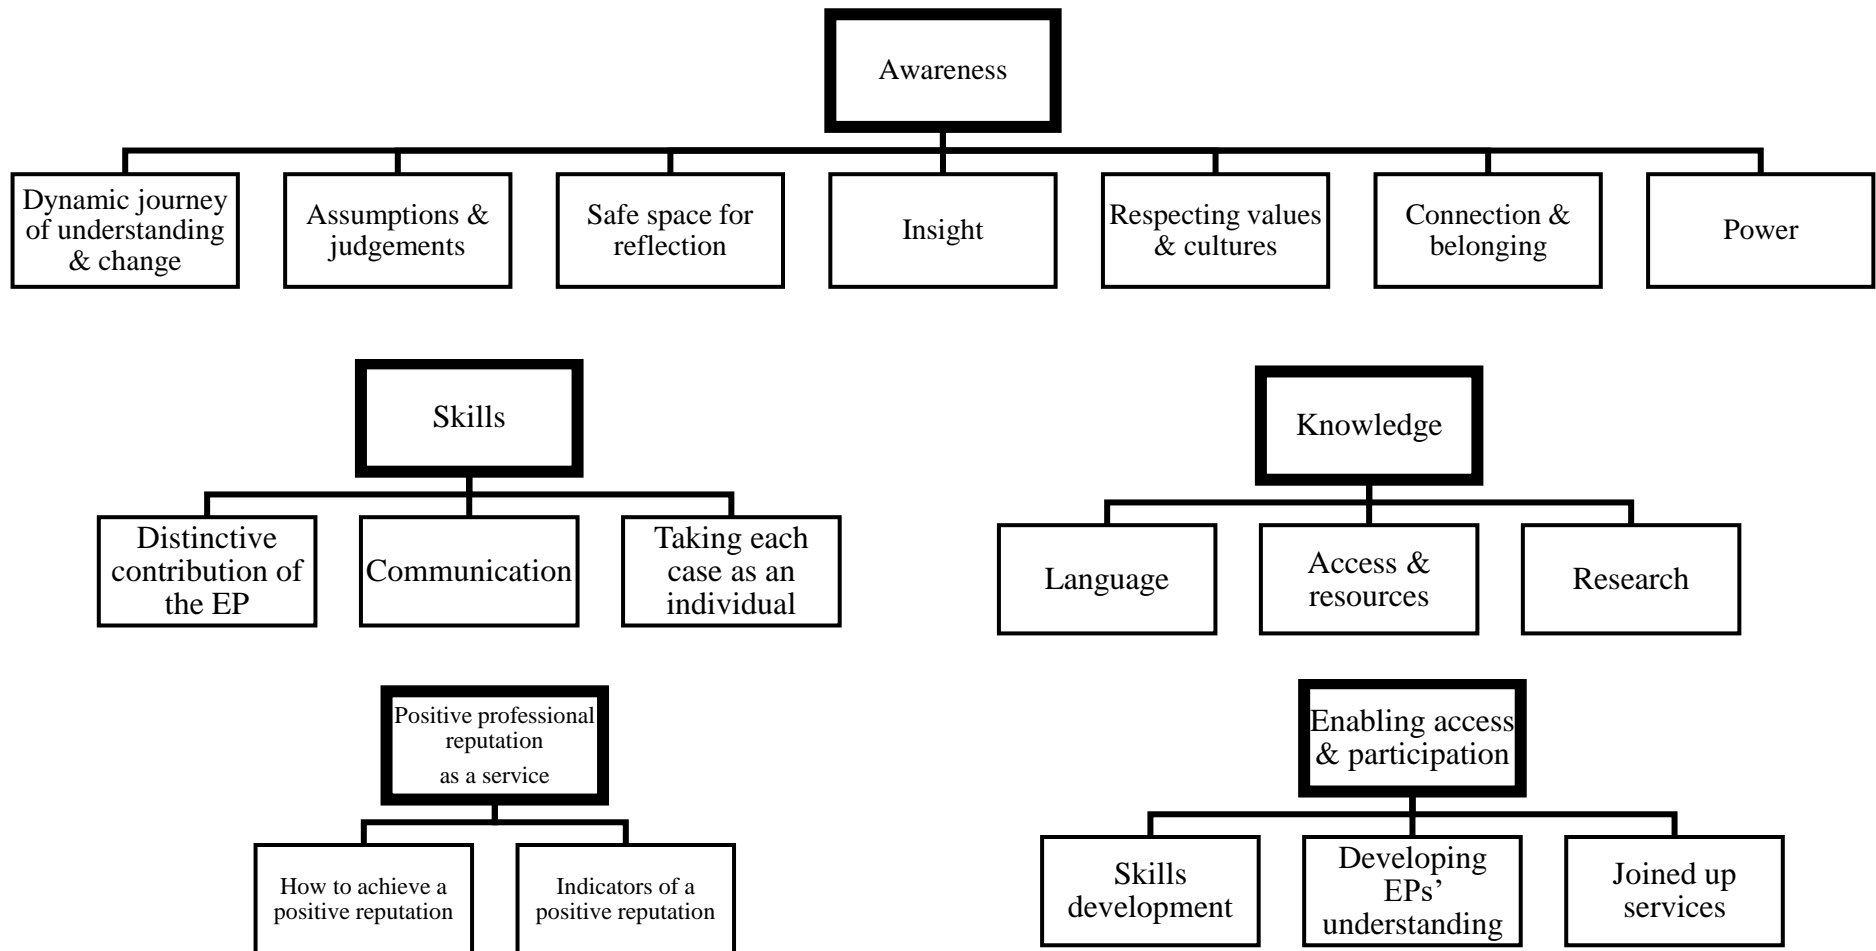 Awareness
Dynamic journey
of understanding
& change
Assumptions &
judgements
Safe space for
reflection
Insight
Respecting values
& cultures
Connection &
belonging
Power
Skills
Distinctive
contribution of
the EP
Communication
Taking each
case as an
individual
Knowledge
Language
Access &
resources
Research
Positive professional
reputation
as a service
How to achieve a
positive reputation
Indicators of a
positive reputation
Enabling access
& participation
Skills
development
Developing
EPs’
understanding
Joined up
services